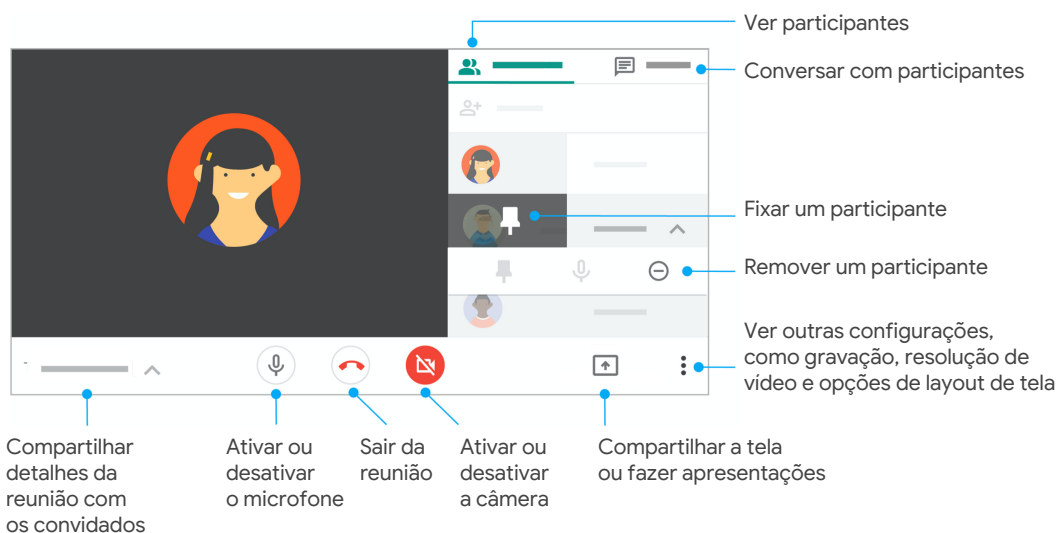 Ver participantes
Conversar com participantes
Fixar um participante
Remover um participante
Ver outras configurações,
como gravação, resolução de
vídeo e opções de layout de tela
Compartilhar
detalhes da
reunião com
os convidados
Ativar ou
desativar
o microfone
Sair da
reunião
Ativar ou
desativar
a câmera
Compartilhar a tela
ou fazer apresentações